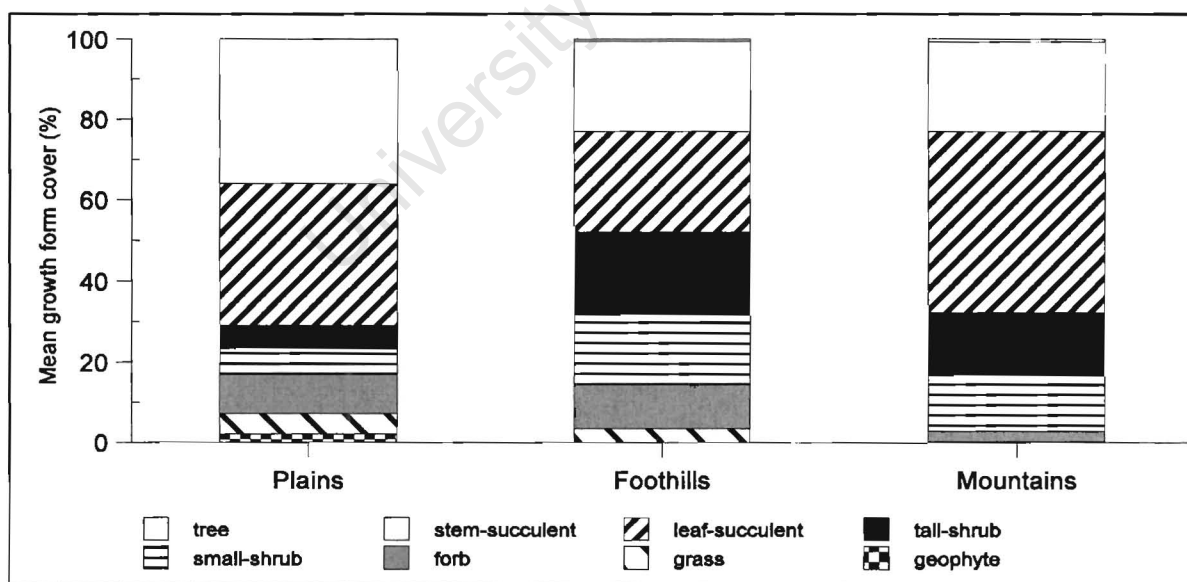 University
Mean growth form cover (%)
100
80
60
40
20
0
Plains Foothills Mountains
tree stem-succulent leaf-succulent tall-shrub
small-shrub forb grass geophyte